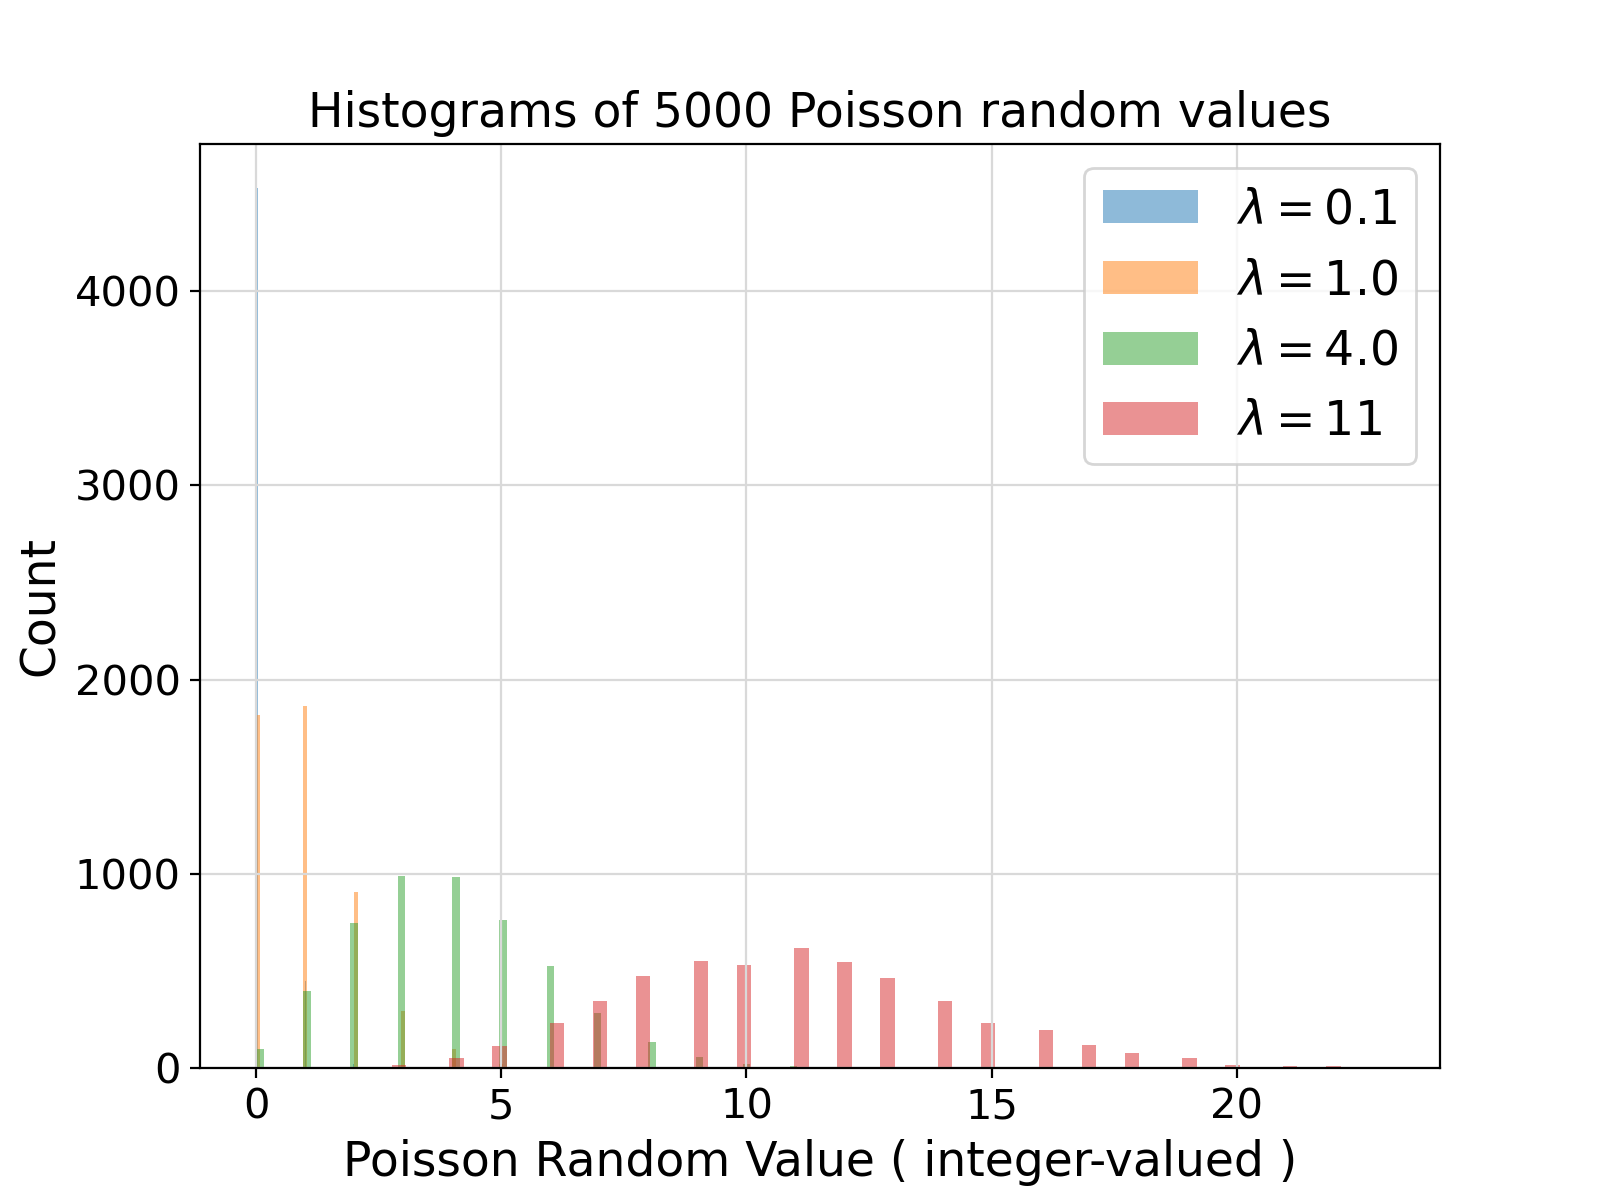 Histograms of 5000 Poisson random values
λ = 0.1
λ = 1.0
λ = 4.0
λ = 11
4000
3000
2000
1000
0
Count
0 5 10 15 20
Poisson Random Value ( integer-valued )